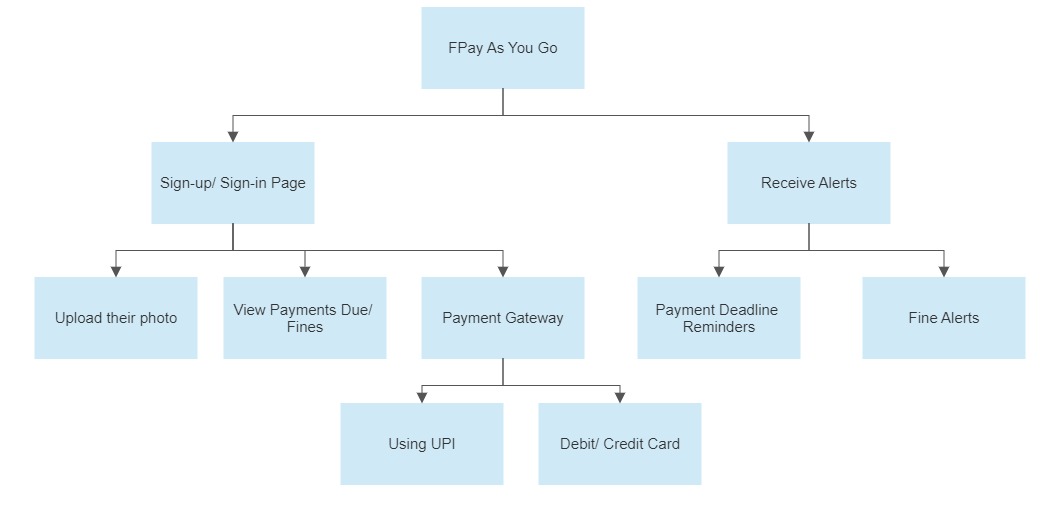 FPay As You Go
Sign-up/ Sign-in Page
Receive Alerts
Upload their photo
View Payments Due/
Fines
Payment Gateway
Payment Deadline
Reminders
Fine Alerts
Using UPI
Debit/ Credit Card